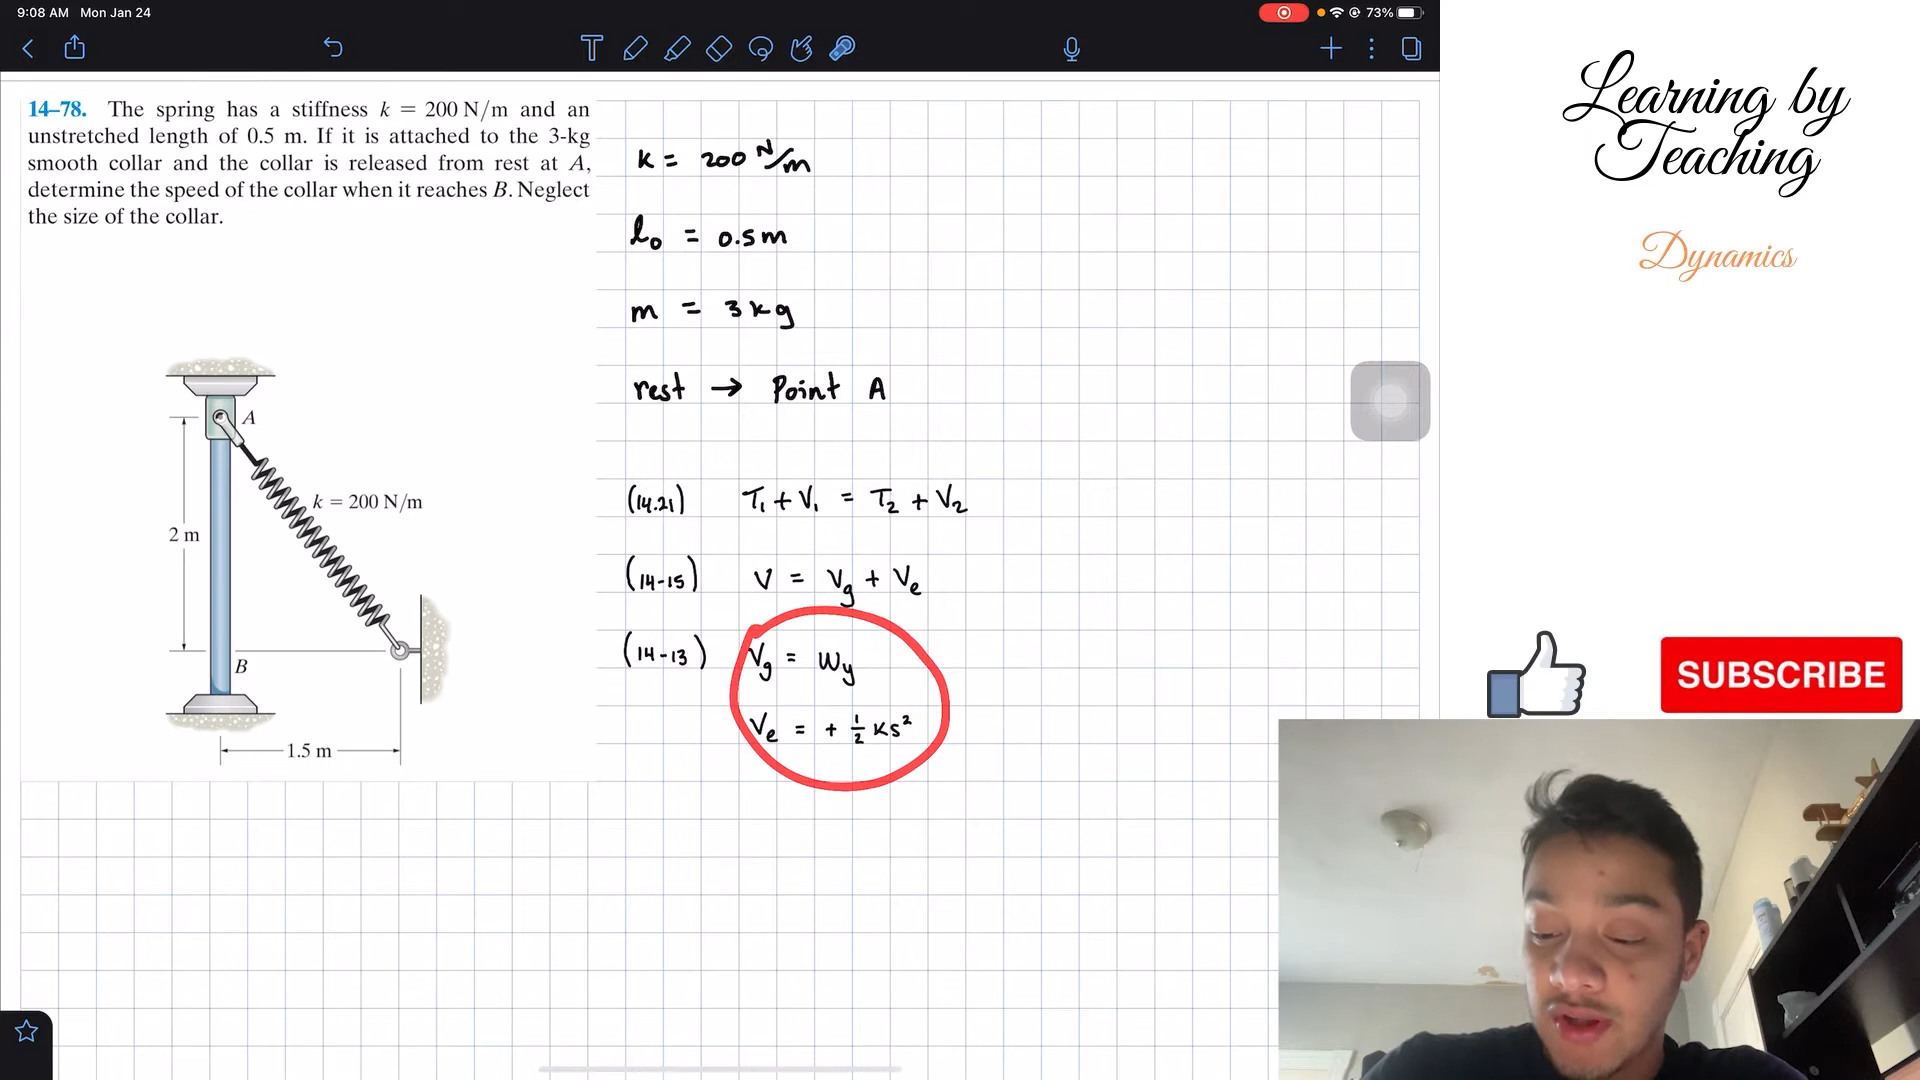 9:08 AM Mon Jan 24
73%
14–78. The spring has a stiffness k = 200 N/m and an
unstretched length of 0.5 m. If it is attached to the 3-kg
smooth collar and the collar is released from rest at A,
determine the speed of the collar when it reaches B. Neglect
the size of the collar.
A
k = 200 N/m
2 m
B
1.5 m
k = 200 N/m
l₀ = 0.5m
m = 3kg
rest → Point A
(14.21) T₁ + V₁ = T₂ + V₂
(14-15) V = Vg + Ve
(14-13) Vg = Wy
Ve = + ½ ks²
Learning by
Teaching
Dynamics
SUBSCRIBE